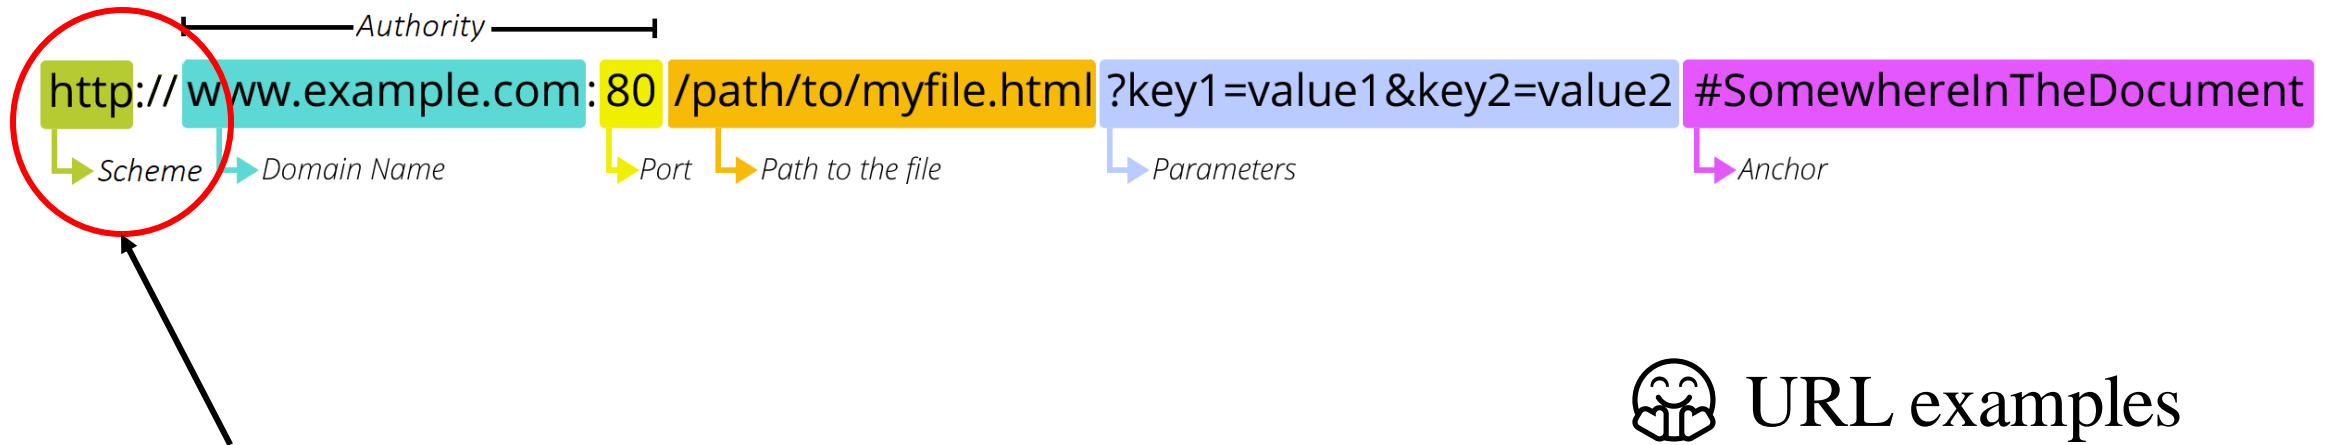 Authority
http://www.example.com:80/path/to/myfile.html?key1=value1&key2=value2#SomewhereInTheDocument
Scheme Domain Name Port Path to the file Parameters Anchor
URL examples